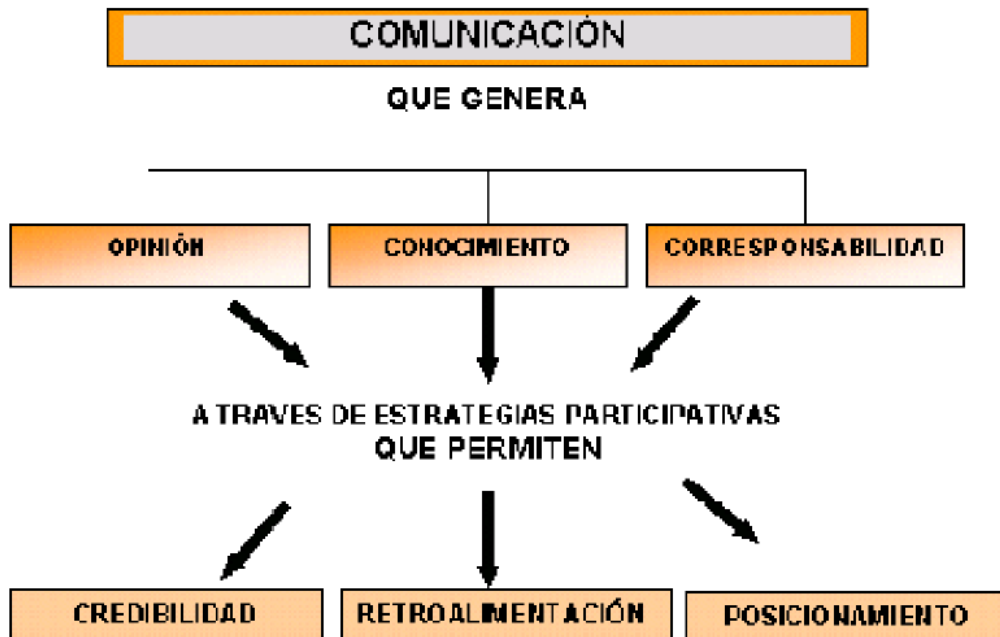 COMUNICACIÓN
QUE GENERA
OPINIÓN
CONOCIMIENTO
CORRESPONSABILIDAD
A TRAVES DE ESTRATEGIAS PARTICIPATIVAS
QUE PERMITEN
CREDIBILIDAD
RETROALIMENTACIÓN
POSICIONAMIENTO